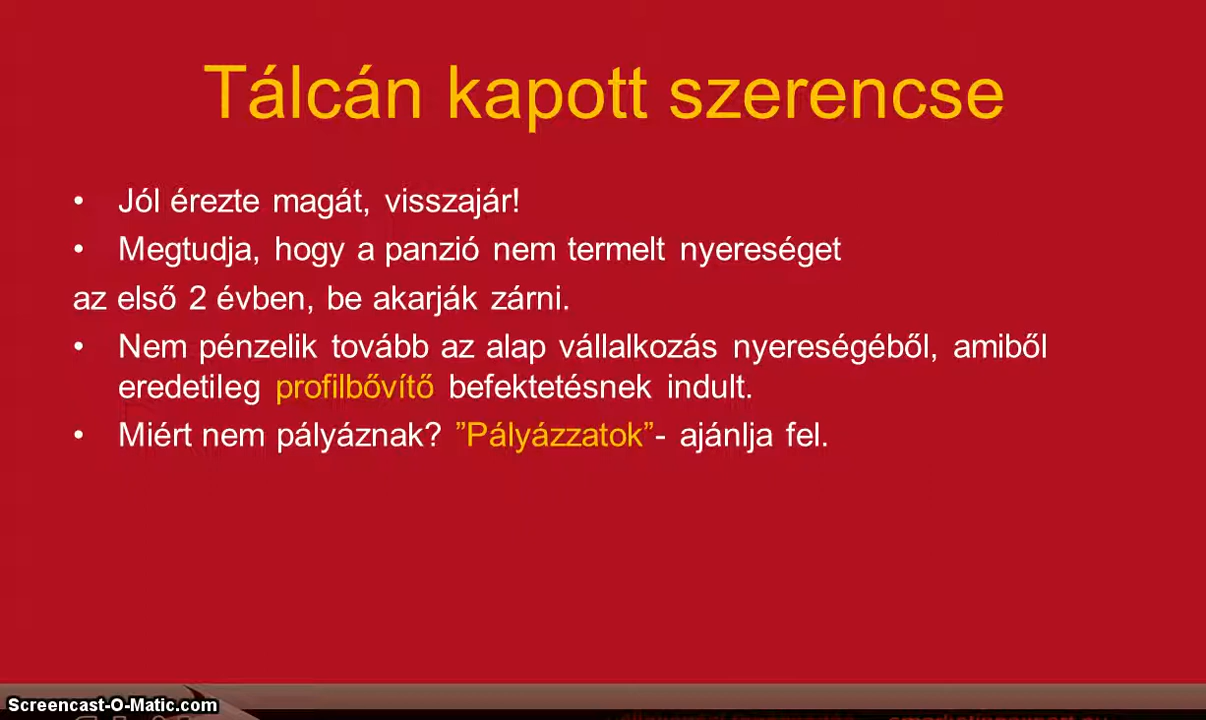 Tálcán kapott szerencse
• Jól érezte magát, visszajár!
• Megtudja, hogy a panzió nem termelt nyereséget
az első 2 évben, be akarják zárni.
• Nem pénzelik tovább az alap vállalkozás nyereségéből, amiből
eredetileg profilbővítő befektetésnek indult.
• Miért nem pályáznak? ”Pályázzatok”- ajánlja fel.
Screencast-O-Matic.com